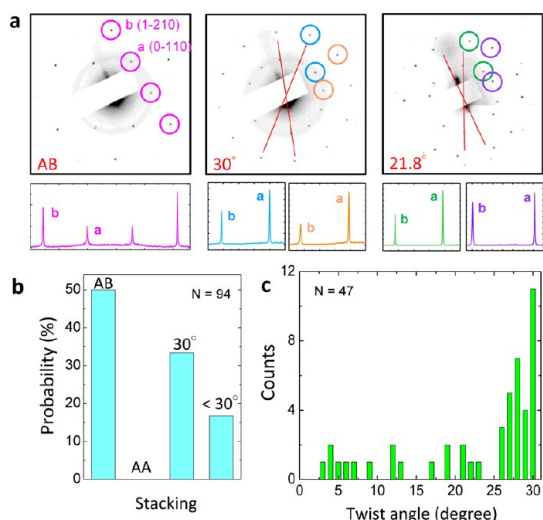 a
b (1-210)
a (0-110)
AB
30°
21.8°
b a
b a
b a
b a
b a
b
N = 94
AB
30°
< 30°
AA
50
40
30
20
10
0
Probability (%)
Stacking
c
N = 47
12
8
4
0
Counts
0 5 10 15 20 25 30
Twist angle (degree)